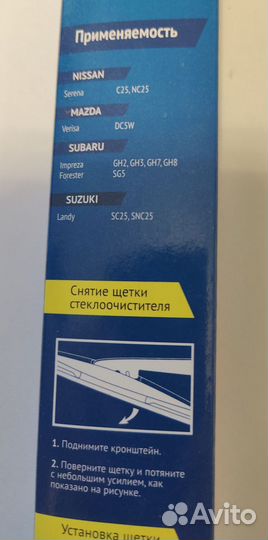 Применяемость
NISSAN
Serena C25, NC25
MAZDA
Verisa DC5W
SUBARU
Impreza GH2, GH3, GH7, GH8
Forester SG5
SUZUKI
Landy SC25, SNC25
Снятие щетки
стеклоочистителя
1. Поднимите кронштейн.
2. Поверните щетку и потяните
с небольшим усилием, как
показано на рисунке.
Установка щетки
Avito